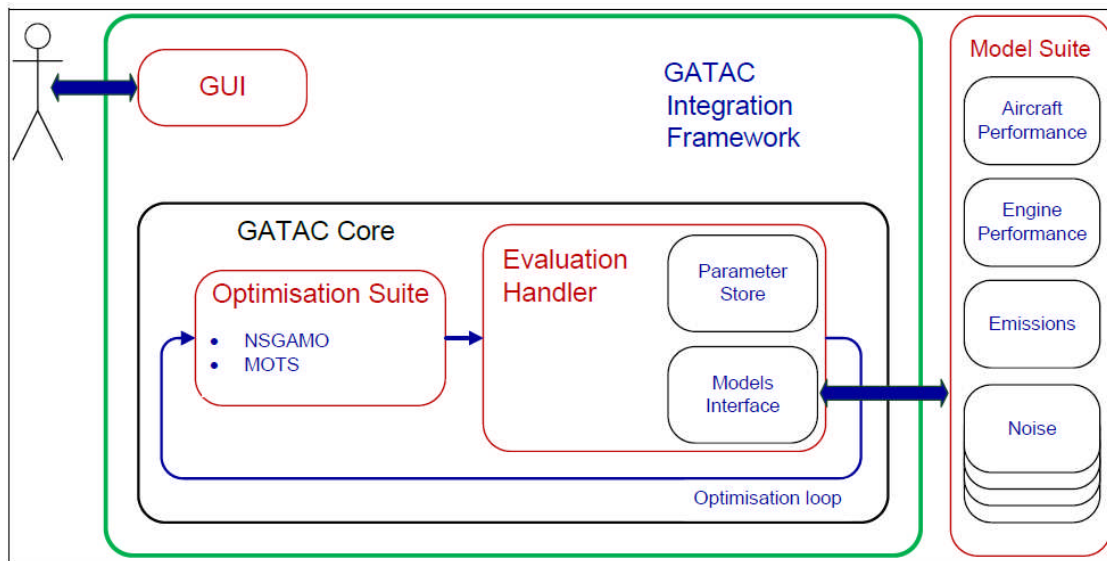 GUI
GATAC
Integration
Framework
GATAC Core
Optimisation Suite
• NSGAMO
• MOTS
Evaluation
Handler
Parameter
Store
Models
Interface
Optimisation loop
Model Suite
Aircraft
Performance
Engine
Performance
Emissions
Noise